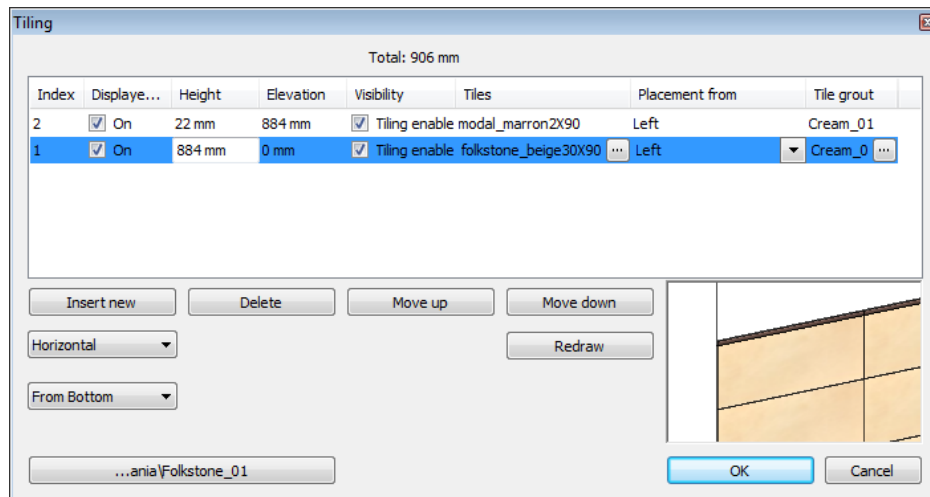 Tiling
Total: 906 mm
Index Displaye... Height Elevation Visibility Tiles Placement from Tile grout
2 On 22 mm 884 mm Tiling enable modal_marron2X90 Left Cream_01
1 On 884 mm 0 mm Tiling enable folkstone_beige30X90 ... Left Cream_0 ...
Insert new Delete Move up Move down
Horizontal Redraw
From Bottom
...ania\Folkstone_01 OK Cancel